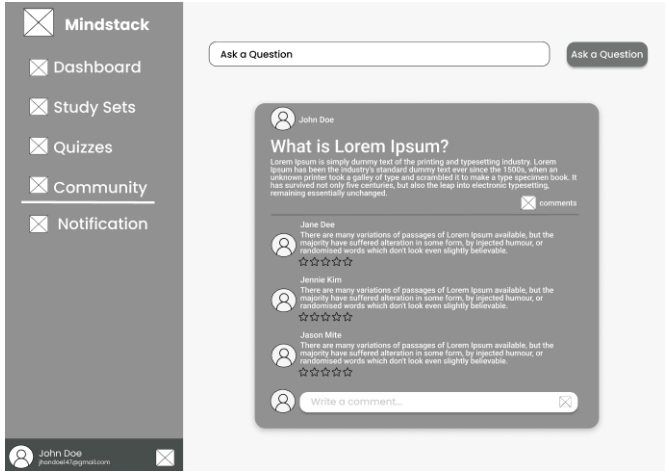 Mindstack
Dashboard
Study Sets
Quizzes
Community
Notification
John Doe
jhondoe147@gmail.com
Ask a Question
Ask a Question
John Doe
What is Lorem Ipsum?
Lorem Ipsum is simply dummy text of the printing and typesetting industry. Lorem
Ipsum has been the industry's standard dummy text ever since the 1500s, when an
unknown printer took a galley of type and scrambled it to make a type specimen book. It
has survived not only five centuries, but also the leap into electronic typesetting,
remaining essentially unchanged.
comments
Jane Dee
There are many variations of passages of Lorem Ipsum available, but the
majority have suffered alteration in some form, by injected humour, or
randomised words which don't look even slightly believable.
Jennie Kim
There are many variations of passages of Lorem Ipsum available, but the
majority have suffered alteration in some form, by injected humour, or
randomised words which don't look even slightly believable.
Jason Mite
There are many variations of passages of Lorem Ipsum available, but the
majority have suffered alteration in some form, by injected humour, or
randomised words which don't look even slightly believable.
Write a comment...